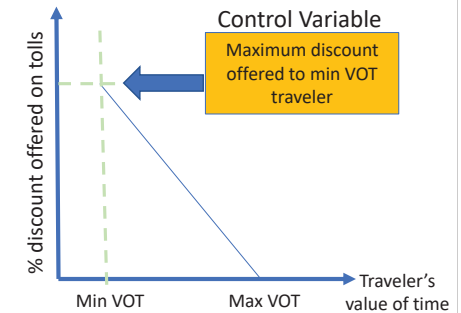 Control Variable
Maximum discount
offered to min VOT
traveler
% discount offered on tolls
Min VOT
Max VOT
Traveler’s
value of time